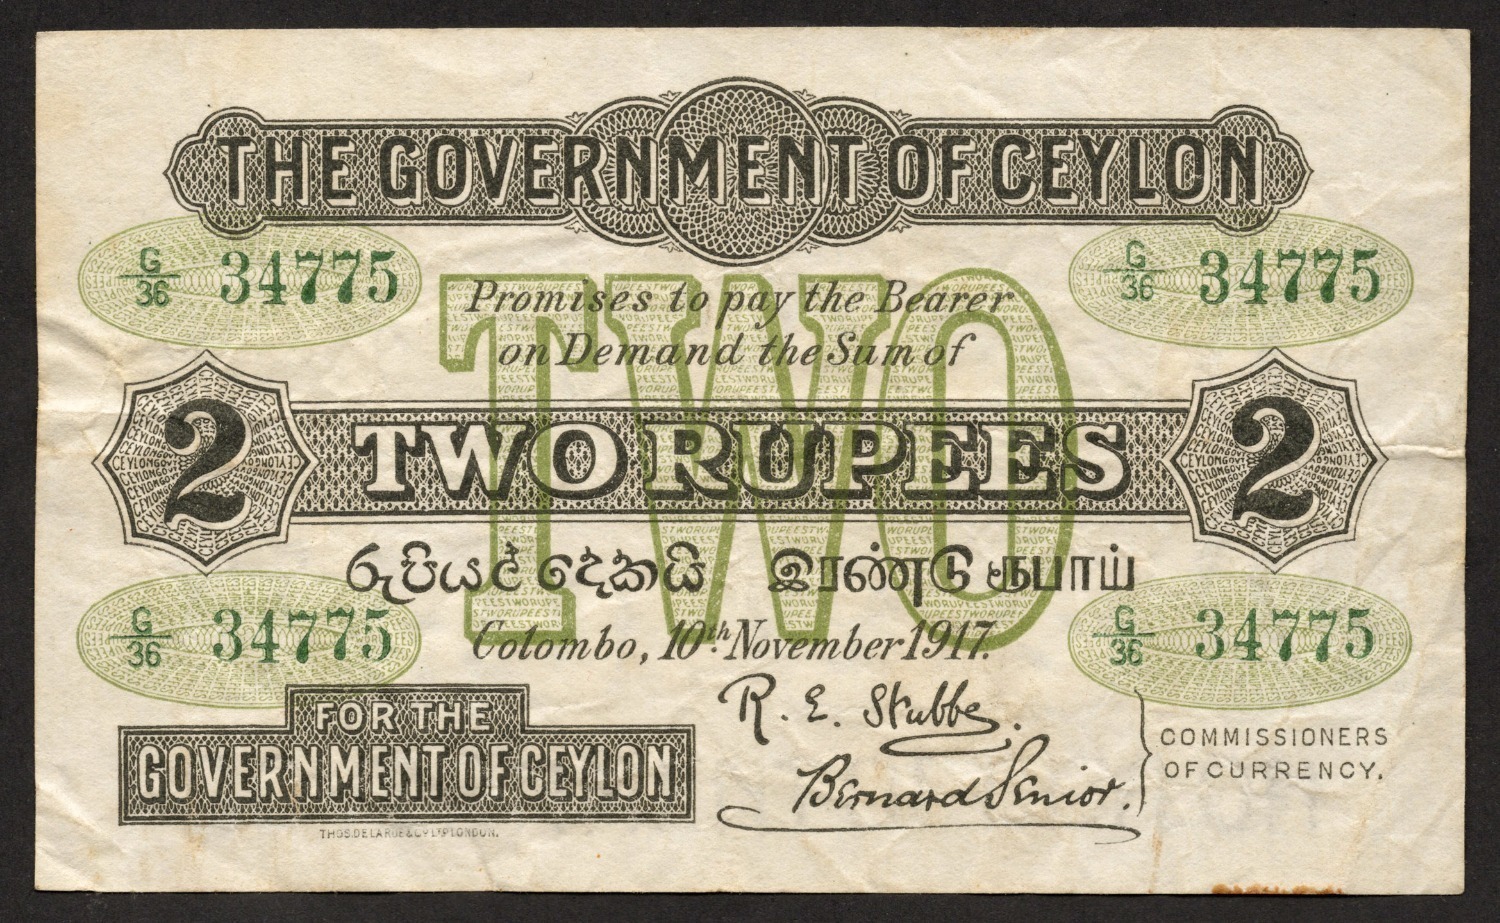 THE GOVERNMENT OF CEYLON
G/36 34775
G/36 34775
TWO
Promises to pay the Bearer
on Demand the Sum of
2 TWO RUPEES 2
රුපියල් දෙකයි இரண்டு ரூபாய்
G/36 34775
G/36 34775
Colombo, 10th November 1917.
R. E. Stubbs.
Bernard Senior.
COMMISSIONERS
OF CURRENCY.
FOR THE
GOVERNMENT OF CEYLON
THOS. DE LA RUE & CO. LTD. LONDON.